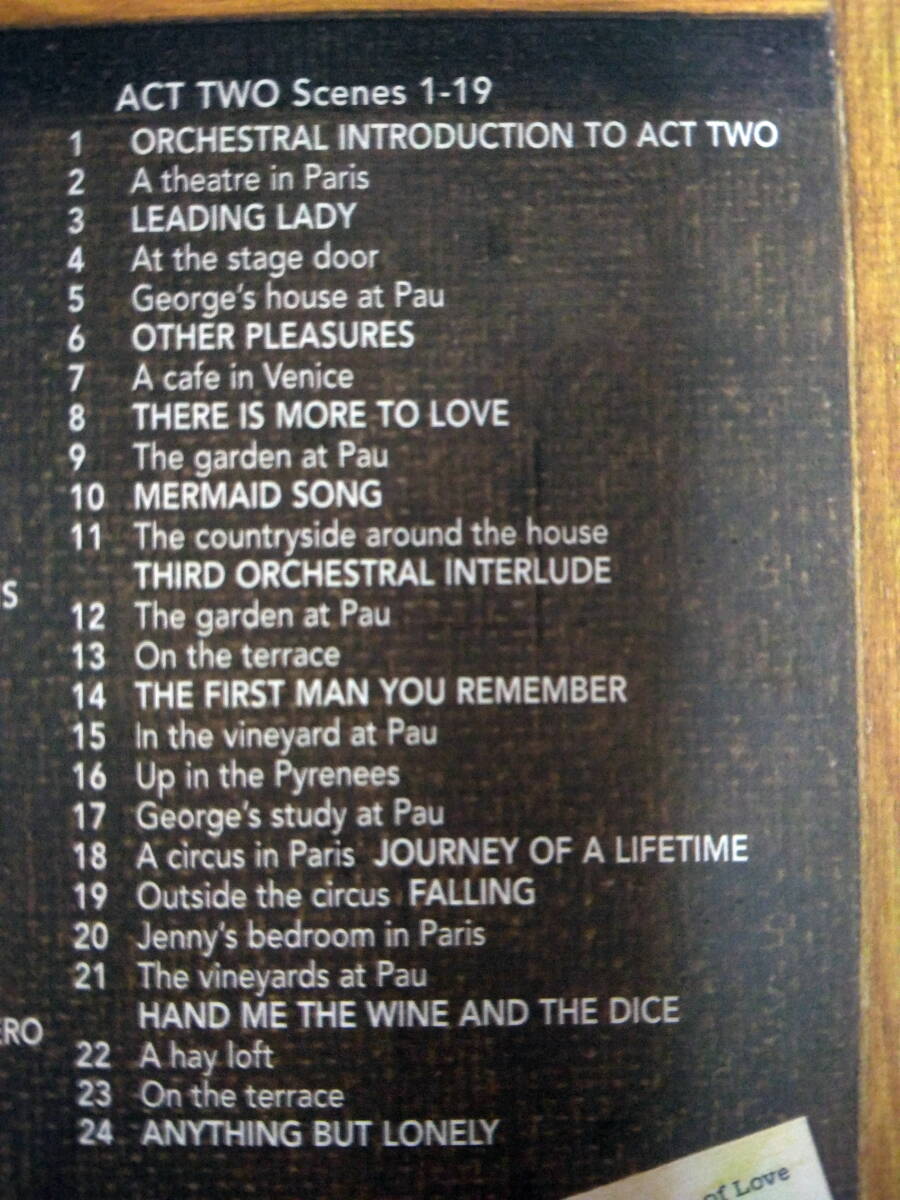 ACT TWO Scenes 1-19
1 ORCHESTRAL INTRODUCTION TO ACT TWO
2 A theatre in Paris
3 LEADING LADY
4 At the stage door
5 George's house at Pau
6 OTHER PLEASURES
7 A cafe in Venice
8 THERE IS MORE TO LOVE
9 The garden at Pau
10 MERMAID SONG
11 The countryside around the house
THIRD ORCHESTRAL INTERLUDE
12 The garden at Pau
13 On the terrace
14 THE FIRST MAN YOU REMEMBER
15 In the vineyard at Pau
16 Up in the Pyrenees
17 George's study at Pau
18 A circus in Paris JOURNEY OF A LIFETIME
19 Outside the circus FALLING
20 Jenny's bedroom in Paris
21 The vineyards at Pau
HAND ME THE WINE AND THE DICE
22 A hay loft
23 On the terrace
24 ANYTHING BUT LONELY
of Love